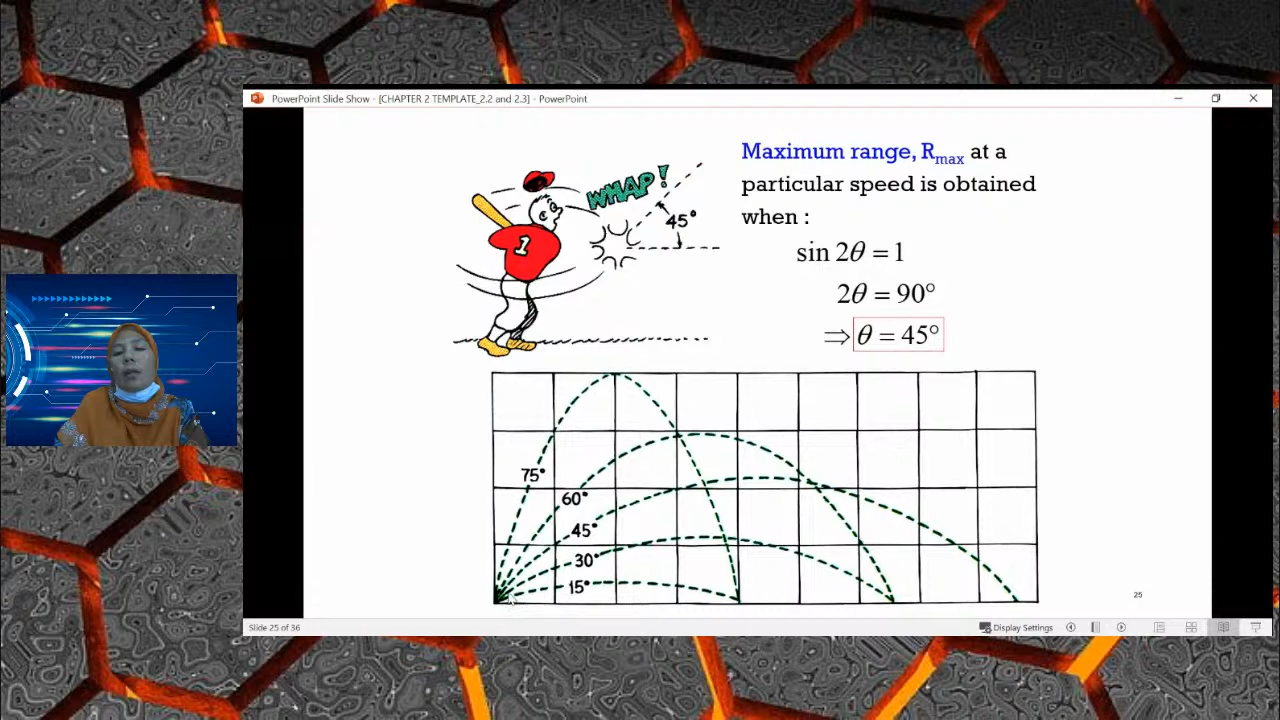 PowerPoint Slide Show - [CHAPTER 2 TEMPLATE_2.2 and 2.3] - PowerPoint
WHAP!
45°
1
Maximum range, Rmax at a
particular speed is obtained
when :
sin 2θ = 1
2θ = 90°
⇒ θ = 45°
75°
60°
45°
30°
15°
25
Slide 25 of 36
Display Settings